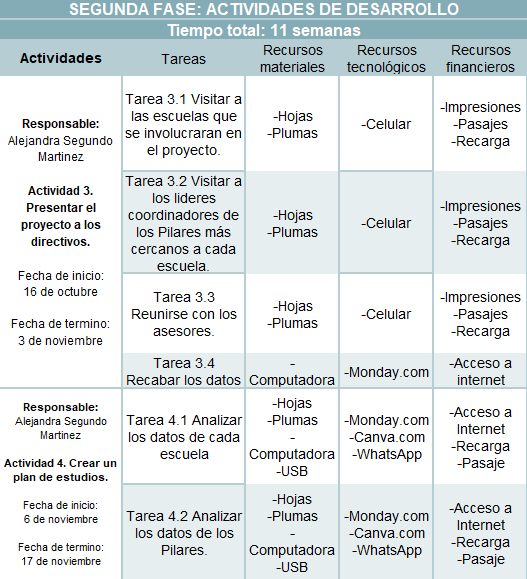 SEGUNDA FASE: ACTIVIDADES DE DESARROLLO
Tiempo total: 11 semanas
Actividades
Tareas
Recursos
materiales
Recursos
tecnológicos
Recursos
financieros
Responsable:
Alejandra Segundo
Martinez
Actividad 3.
Presentar el
proyecto a los
directivos.
Fecha de inicio:
16 de octubre
Fecha de termino:
3 de noviembre
Tarea 3.1 Visitar a
las escuelas que
se involucraran en
el proyecto.
-Hojas
-Plumas
-Celular
-Impresiones
-Pasajes
-Recarga
Tarea 3.2 Visitar a
los lideres
coordinadores de
los Pilares más
cercanos a cada
escuela.
-Hojas
-Plumas
-Celular
-Impresiones
-Pasajes
-Recarga
Tarea 3.3
Reunirse con los
asesores.
-Hojas
-Plumas
-Celular
-Impresiones
-Pasajes
-Recarga
Tarea 3.4
Recabar los datos
-
Computadora
-Monday.com
-Acceso a
internet
Responsable:
Alejandra Segundo
Martinez
Actividad 4. Crear un
plan de estudios.
Fecha de inicio:
6 de noviembre
Fecha de termino:
17 de noviembre
Tarea 4.1 Analizar
los datos de cada
escuela
-Hojas
-Plumas
-
Computadora
-USB
-Monday.com
-Canva.com
-WhatsApp
-Acceso a
Internet
-Recarga
-Pasaje
Tarea 4.2 Analizar
los datos de los
Pilares.
-Hojas
-Plumas
-
Computadora
-USB
-Monday.com
-Canva.com
-WhatsApp
-Acceso a
Internet
-Recarga
-Pasaje